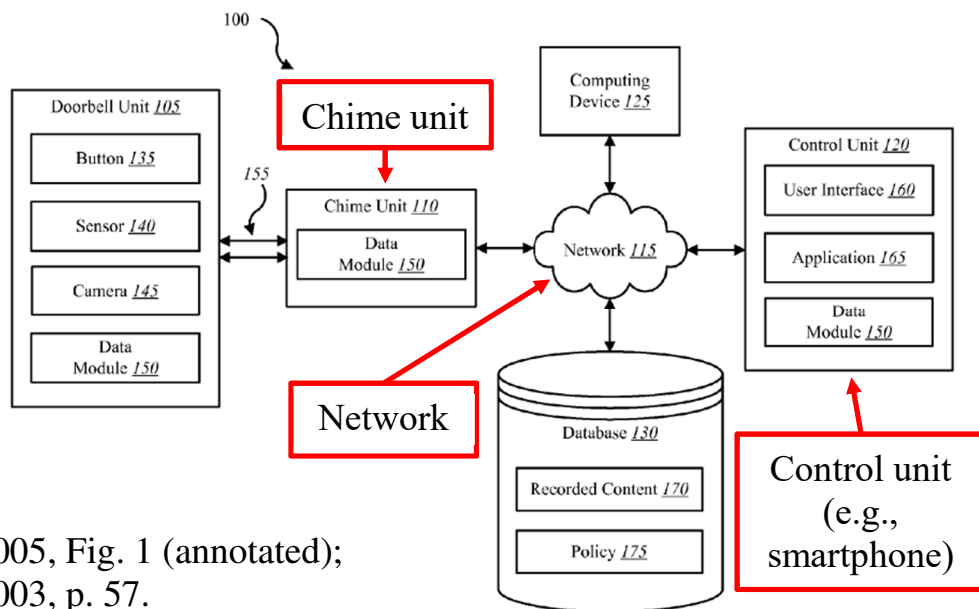 100
Doorbell Unit 105
Button 135
Sensor 140
Camera 145
Data
Module 150
155
Chime unit
Chime Unit 110
Data
Module 150
Computing
Device 125
Network 115
Network
Control Unit 120
User Interface 160
Application 165
Data
Module 150
Database 130
Recorded Content 170
Policy 175
Control unit
(e.g.,
smartphone)
005, Fig. 1 (annotated);
003, p. 57.